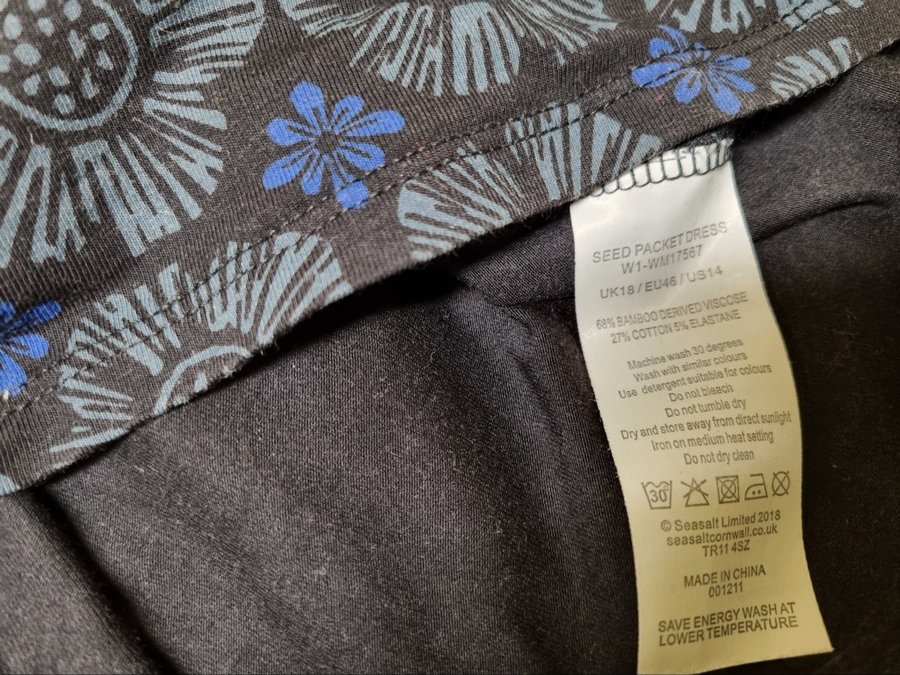 SEED PACKET DRESS
W1-WM17567
UK18 / EU46 / US14
68% BAMBOO DERIVED VISCOSE
27% COTTON 5% ELASTANE
Machine wash 30 degrees
Wash with similar colours
Use detergent suitable for colours
Do not bleach
Do not tumble dry
Dry and store away from direct sunlight
Iron on medium heat setting
Do not dry clean
30
© Seasalt Limited 2018
seasaltcornwall.co.uk
TR11 4SZ
MADE IN CHINA
001211
SAVE ENERGY WASH AT
LOWER TEMPERATURE